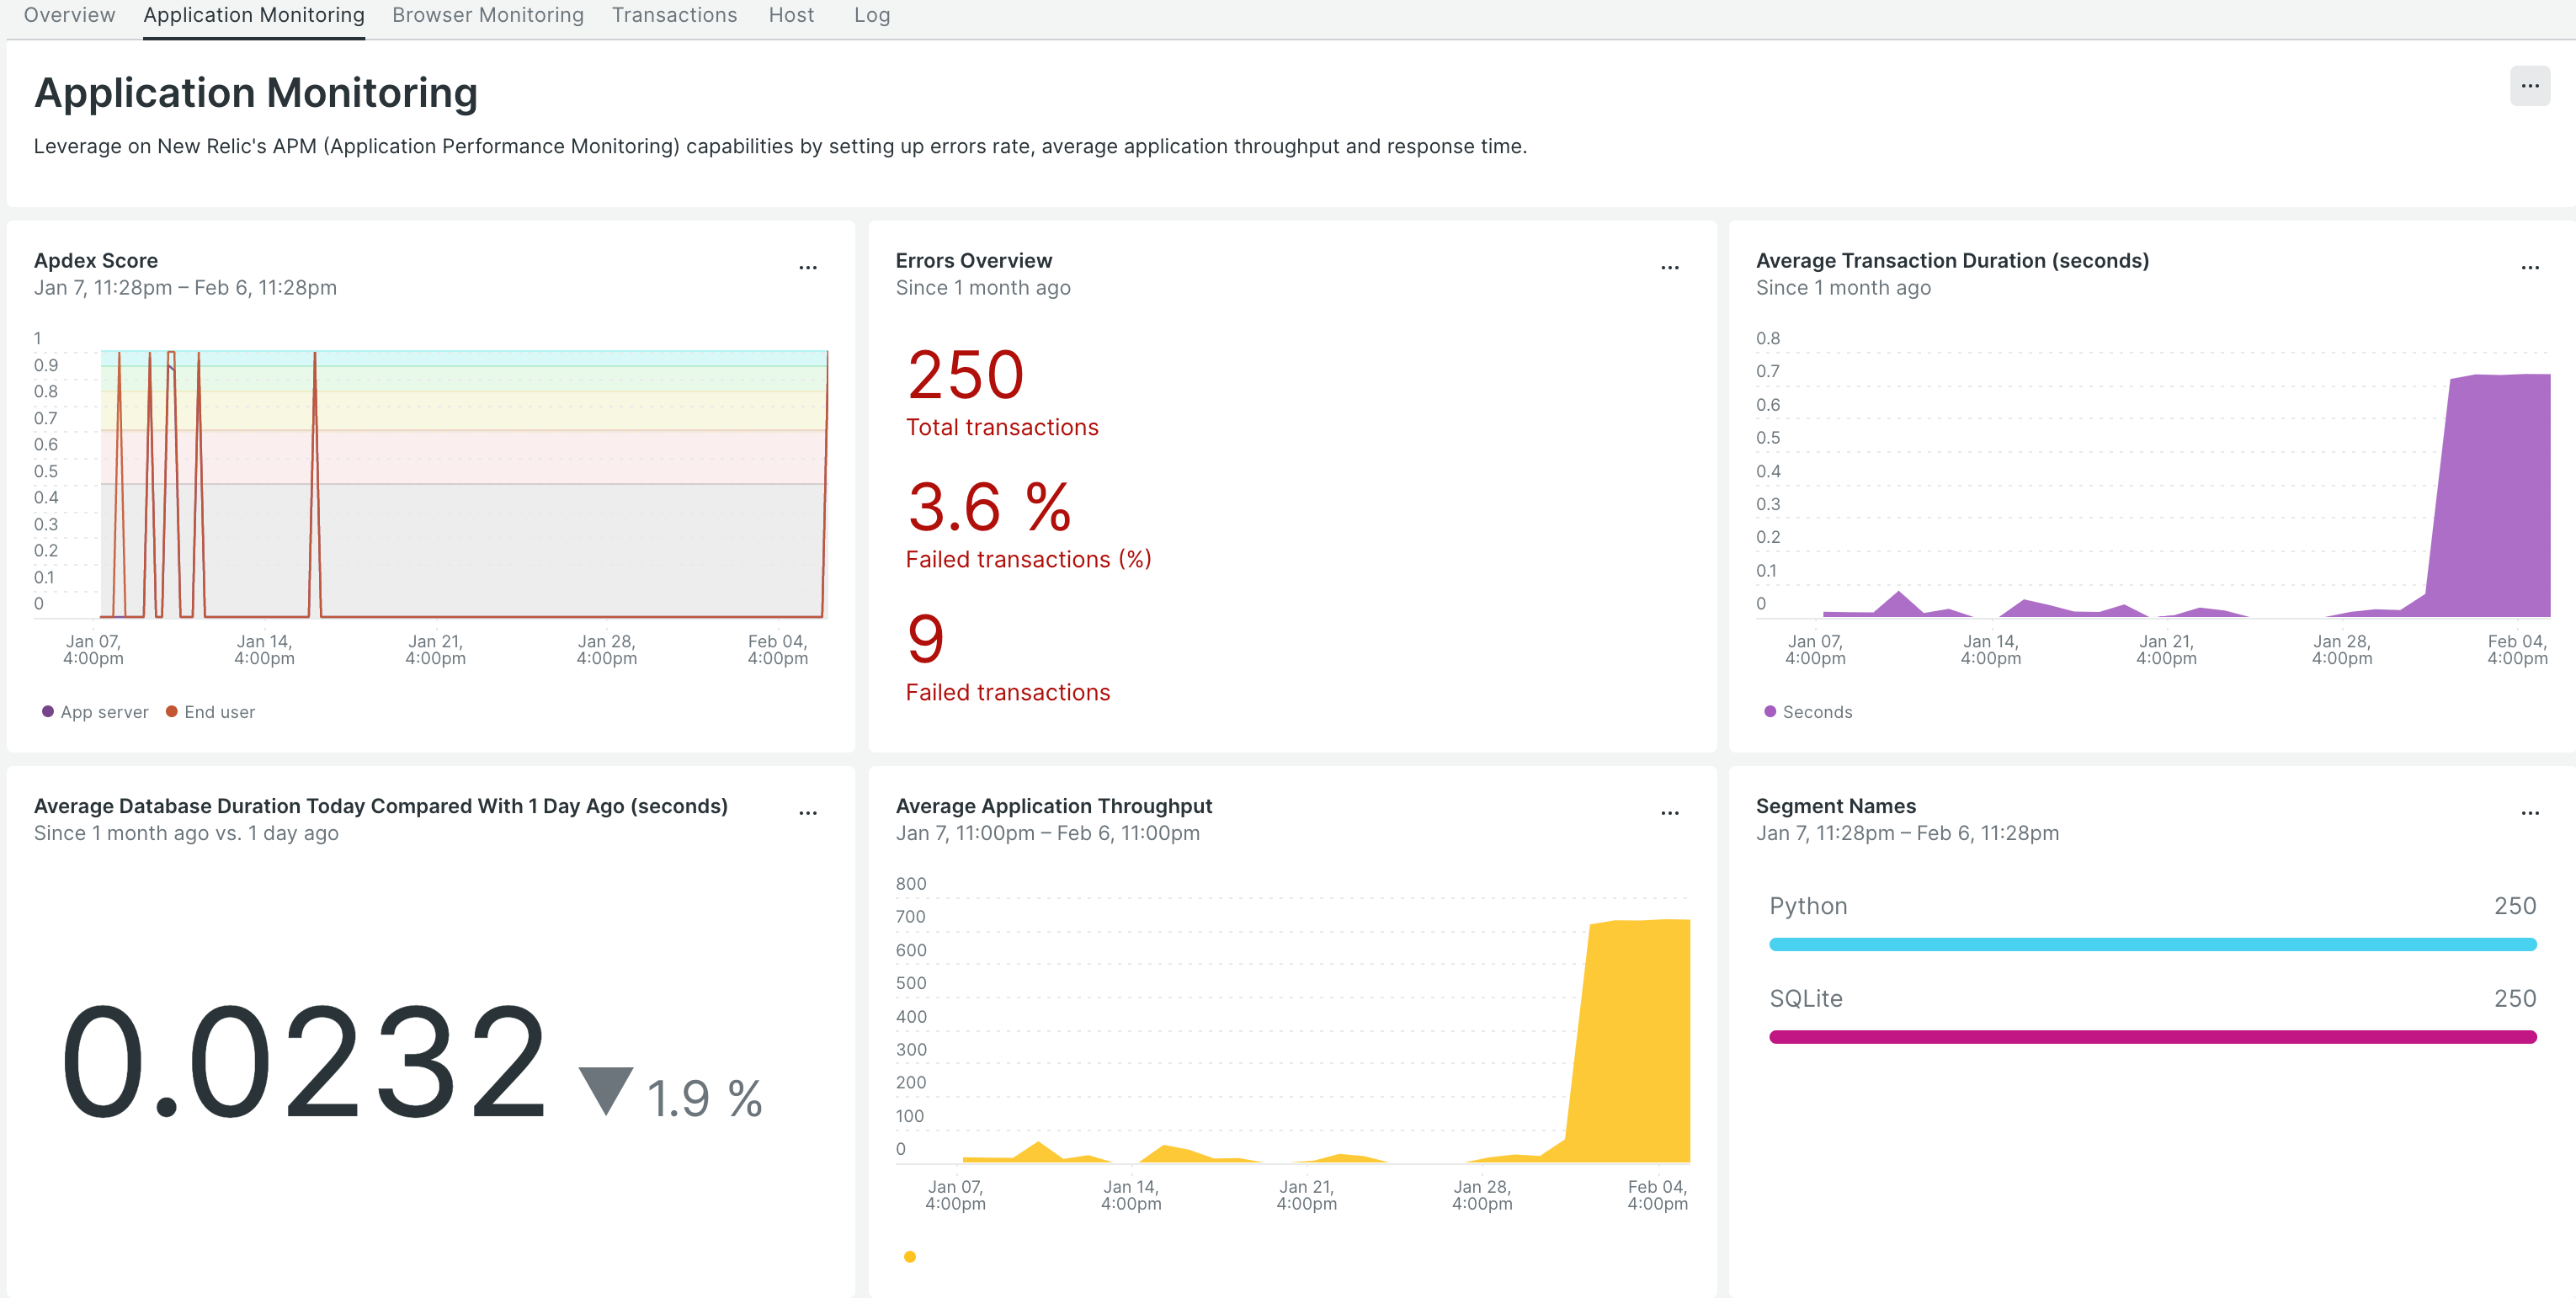 Overview Application Monitoring Browser Monitoring Transactions Host Log
Application Monitoring
...
Leverage on New Relic's APM (Application Performance Monitoring) capabilities by setting up errors rate, average application throughput and response time.
Apdex Score
...
Jan 7, 11:28pm – Feb 6, 11:28pm
1
0.9
0.8
0.7
0.6
0.5
0.4
0.3
0.2
0.1
0
Jan 07, Jan 14, Jan 21, Jan 28, Feb 04,
4:00pm 4:00pm 4:00pm 4:00pm 4:00pm
App server End user
Errors Overview
...
Since 1 month ago
250
Total transactions
3.6 %
Failed transactions (%)
9
Failed transactions
Average Transaction Duration (seconds)
...
Since 1 month ago
0.8
0.7
0.6
0.5
0.4
0.3
0.2
0.1
0
Jan 07, Jan 14, Jan 21, Jan 28, Feb 04,
4:00pm 4:00pm 4:00pm 4:00pm 4:00pm
Seconds
Average Database Duration Today Compared With 1 Day Ago (seconds)
...
Since 1 month ago vs. 1 day ago
0.0232 ▼ 1.9 %
Average Application Throughput
...
Jan 7, 11:00pm – Feb 6, 11:00pm
800
700
600
500
400
300
200
100
0
Jan 07, Jan 14, Jan 21, Jan 28, Feb 04,
4:00pm 4:00pm 4:00pm 4:00pm 4:00pm
Segment Names
...
Jan 7, 11:28pm – Feb 6, 11:28pm
Python 250
SQLite 250